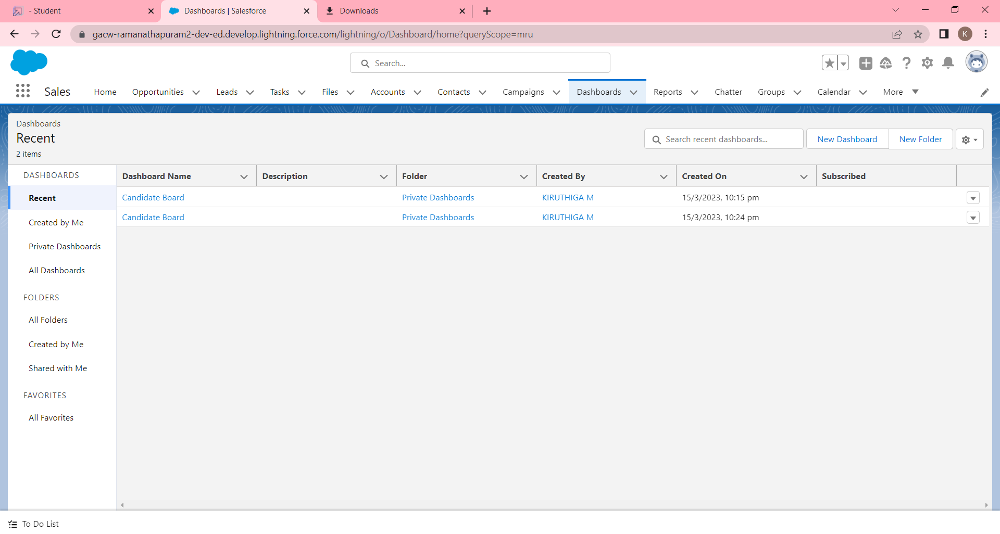 - Student
Dashboards | Salesforce
Downloads
gacw-ramanathapuram2-dev-ed.develop.lightning.force.com/lightning/o/Dashboard/home?queryScope=mru
K
Search...
Sales
Home
Opportunities
Leads
Tasks
Files
Accounts
Contacts
Campaigns
Dashboards
Reports
Chatter
Groups
Calendar
More
Dashboards
Recent
2 items
Search recent dashboards...
New Dashboard
New Folder
DASHBOARDS
Recent
Created by Me
Private Dashboards
All Dashboards
FOLDERS
All Folders
Created by Me
Shared with Me
FAVORITES
All Favorites
Dashboard Name Description Folder Created By Created On Subscribed
Candidate Board Private Dashboards KIRUTHIGA M 15/3/2023, 10:15 pm
Candidate Board Private Dashboards KIRUTHIGA M 15/3/2023, 10:24 pm
To Do List